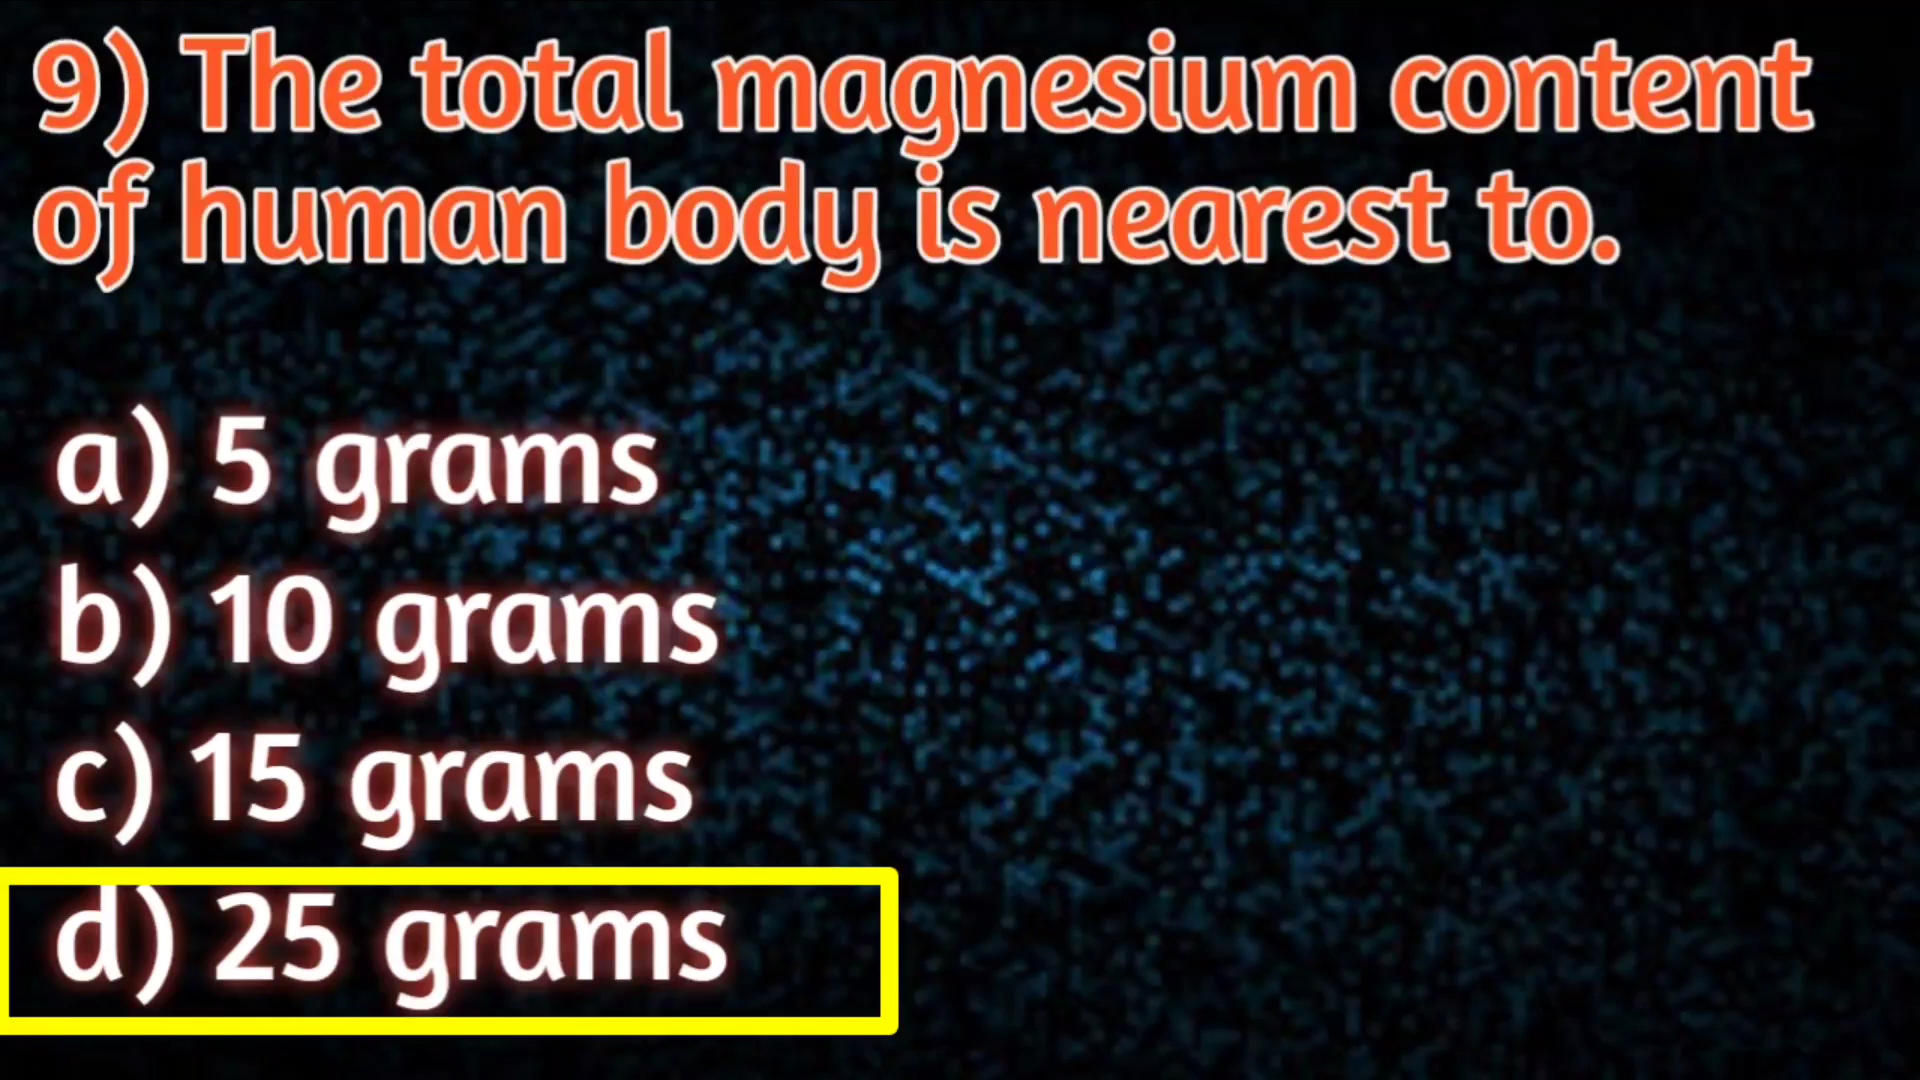 9) The total magnesium content
of human body is nearest to.
a) 5 grams
b) 10 grams
c) 15 grams
d) 25 grams